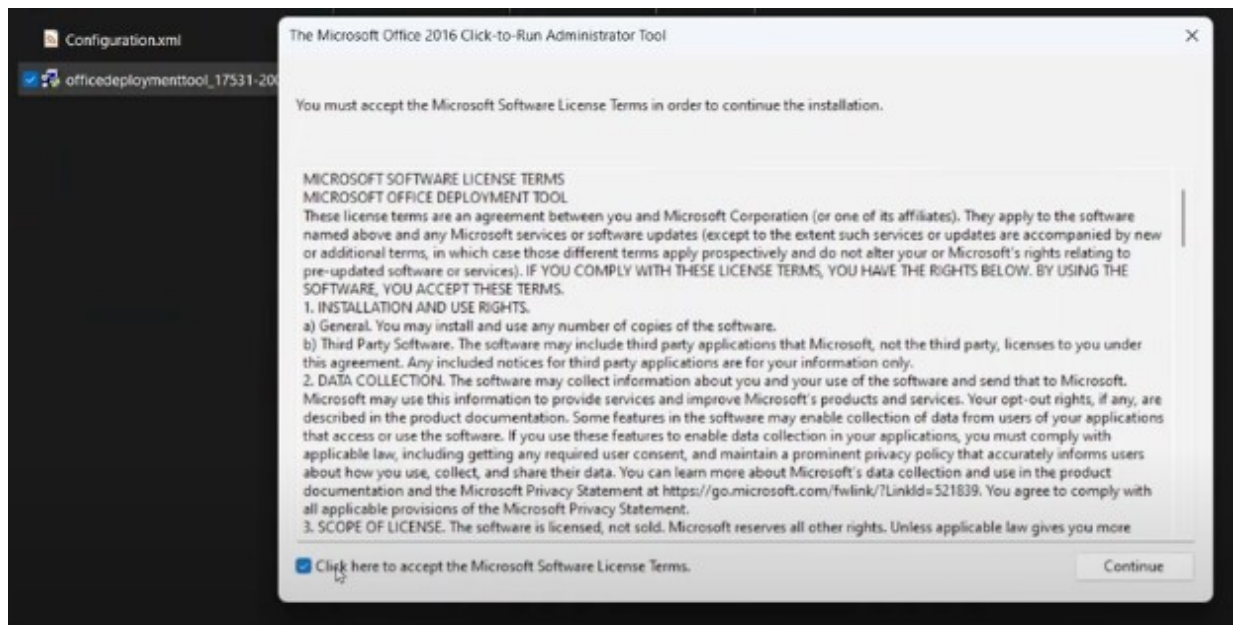 Configuration.xml
officedeploymenttool_17531-200
The Microsoft Office 2016 Click-to-Run Administrator Tool
You must accept the Microsoft Software License Terms in order to continue the installation.
MICROSOFT SOFTWARE LICENSE TERMS
MICROSOFT OFFICE DEPLOYMENT TOOL
These license terms are an agreement between you and Microsoft Corporation (or one of its affiliates). They apply to the software
named above and any Microsoft services or software updates (except to the extent such services or updates are accompanied by new
or additional terms, in which case those different terms apply prospectively and do not alter your or Microsoft's rights relating to
pre-updated software or services). IF YOU COMPLY WITH THESE LICENSE TERMS, YOU HAVE THE RIGHTS BELOW. BY USING THE
SOFTWARE, YOU ACCEPT THESE TERMS.
1. INSTALLATION AND USE RIGHTS.
a) General. You may install and use any number of copies of the software.
b) Third Party Software. The software may include third party applications that Microsoft, not the third party, licenses to you under
this agreement. Any included notices for third party applications are for your information only.
2. DATA COLLECTION. The software may collect information about you and your use of the software and send that to Microsoft.
Microsoft may use this information to provide services and improve Microsoft's products and services. Your opt-out rights, if any, are
described in the product documentation. Some features in the software may enable collection of data from users of your applications
that access or use the software. If you use these features to enable data collection in your applications, you must comply with
applicable law, including getting any required user consent, and maintain a prominent privacy policy that accurately informs users
about how you use, collect, and share their data. You can learn more about Microsoft's data collection and use in the product
documentation and the Microsoft Privacy Statement at https://go.microsoft.com/fwlink/?LinkId=521839. You agree to comply with
all applicable provisions of the Microsoft Privacy Statement.
3. SCOPE OF LICENSE. The software is licensed, not sold. Microsoft reserves all other rights. Unless applicable law gives you more
Click here to accept the Microsoft Software License Terms.
Continue